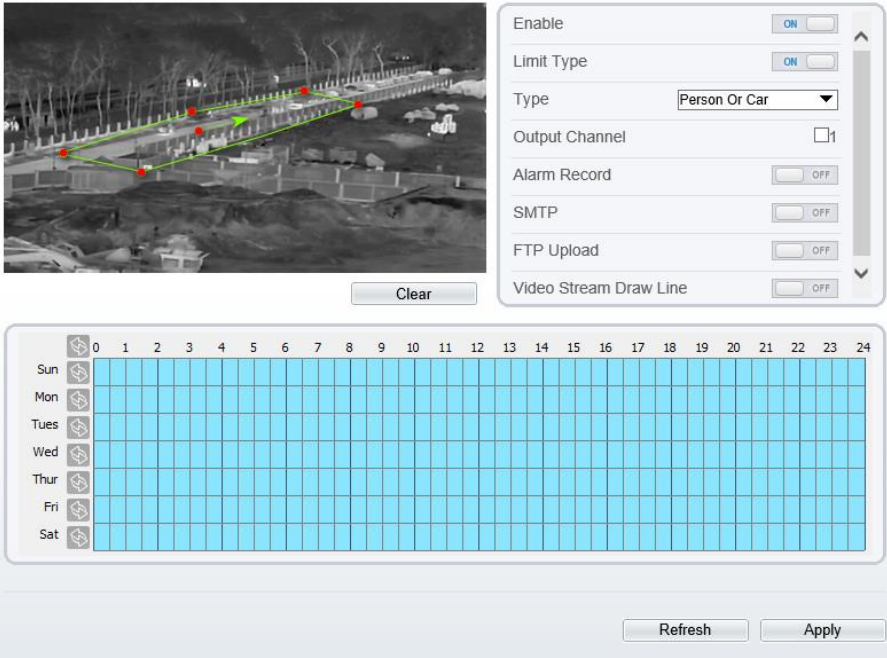 Enable ON
Limit Type ON
Type Person Or Car
Output Channel 1
Alarm Record OFF
SMTP OFF
FTP Upload OFF
Video Stream Draw Line OFF
Clear
0 1 2 3 4 5 6 7 8 9 10 11 12 13 14 15 16 17 18 19 20 21 22 23 24
Sun
Mon
Tues
Wed
Thur
Fri
Sat
Refresh Apply